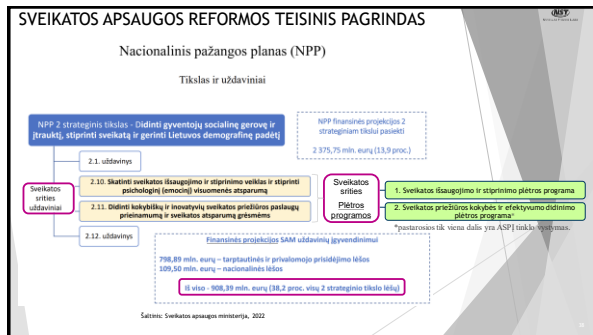 SVEIKATOS APSAUGOS REFORMOS TEISINIS PAGRINDAS
NST
Nacionalinis pažangos planas (NPP)
Tikslas ir uždaviniai
NPP 2 strateginis tikslas - Didinti gyventojų socialinę gerovę ir
įtrauktį, stiprinti sveikatą ir gerinti Lietuvos demografinę padėtį
NPP finansinės projekcijos 2
strateginiam tikslui pasiekti
2 375,75 mln. eurų (13,9 proc.)
2.1. uždavinys
Sveikatos
srities
uždaviniai
2.10. Skatinti sveikatos išsaugojimo ir stiprinimo veiklas ir stiprinti
psichologinį (emocinį) visuomenės atsparumą
2.11. Didinti kokybiškų ir inovatyvių sveikatos priežiūros paslaugų
prieinamumą ir sveikatos atsparumą grėsmėms
2.12. uždavinys
Sveikatos
srities
Plėtros
programos
1. Sveikatos išsaugojimo ir stiprinimo plėtros programa
2. Sveikatos priežiūros kokybės ir efektyvumo didinimo
plėtros programa*
*pastarosios tik viena dalis yra ASPĮ tinklo vystymas.
Finansinės projekcijos SAM uždavinių įgyvendinimui
798,89 mln. eurų – tarptautinės ir privalomojo prisidėjimo lėšos
109,50 mln. eurų – nacionalinės lėšos
Iš viso - 908,39 mln. eurų (38,2 proc. visų 2 strateginio tikslo lėšų)
Šaltinis: Sveikatos apsaugos ministerija, 2022